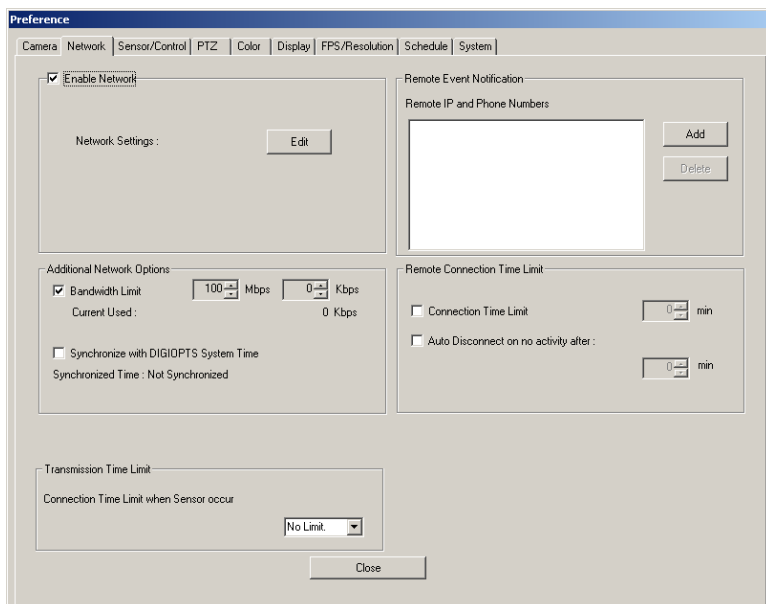 Preference
Camera Network Sensor/Control PTZ Color Display FPS/Resolution Schedule System
Enable Network
Network Settings :
Edit
Remote Event Notification
Remote IP and Phone Numbers
Add
Delete
Additional Network Options
Bandwidth Limit 100 Mbps 0 Kbps
Current Used : 0 Kbps
Synchronize with DIGIOPTS System Time
Synchronized Time : Not Synchronized
Remote Connection Time Limit
Connection Time Limit 0 min
Auto Disconnect on no activity after :
0 min
Transmission Time Limit
Connection Time Limit when Sensor occur
No Limit.
Close